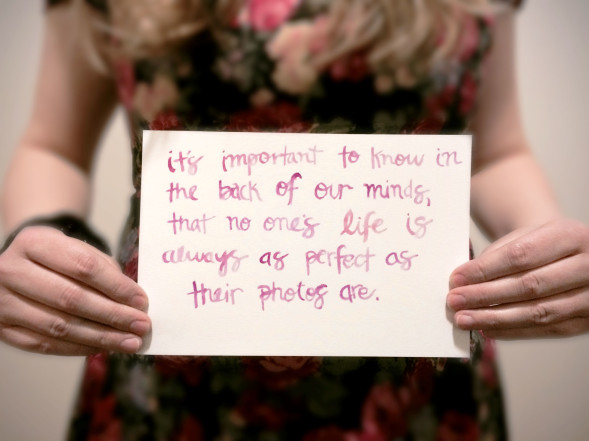 it's important to know in
the back of our minds,
that no one's life is
always as perfect as
their photos are.